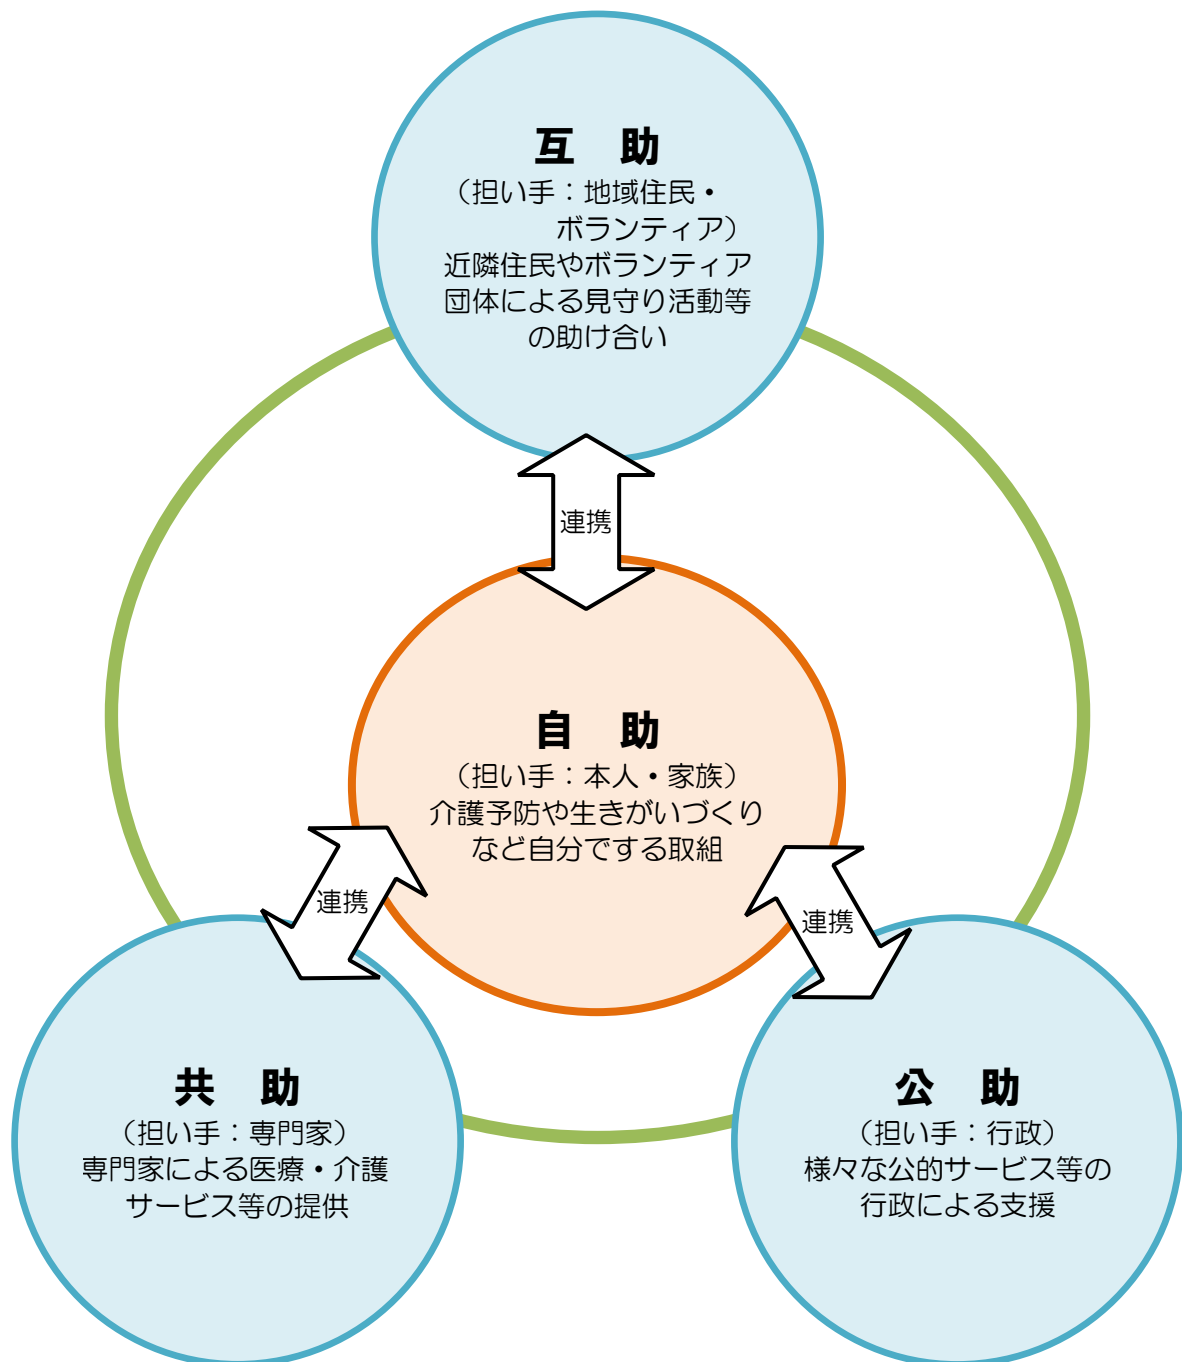 互　助
（担い手：地域住民・
ボランティア）
近隣住民やボランティア
団体による見守り活動等
の助け合い
連携
自　助
（担い手：本人・家族）
介護予防や生きがいづくり
など自分でする取組
連携
連携
共　助
（担い手：専門家）
専門家による医療・介護
サービス等の提供
公　助
（担い手：行政）
様々な公的サービス等の
行政による支援